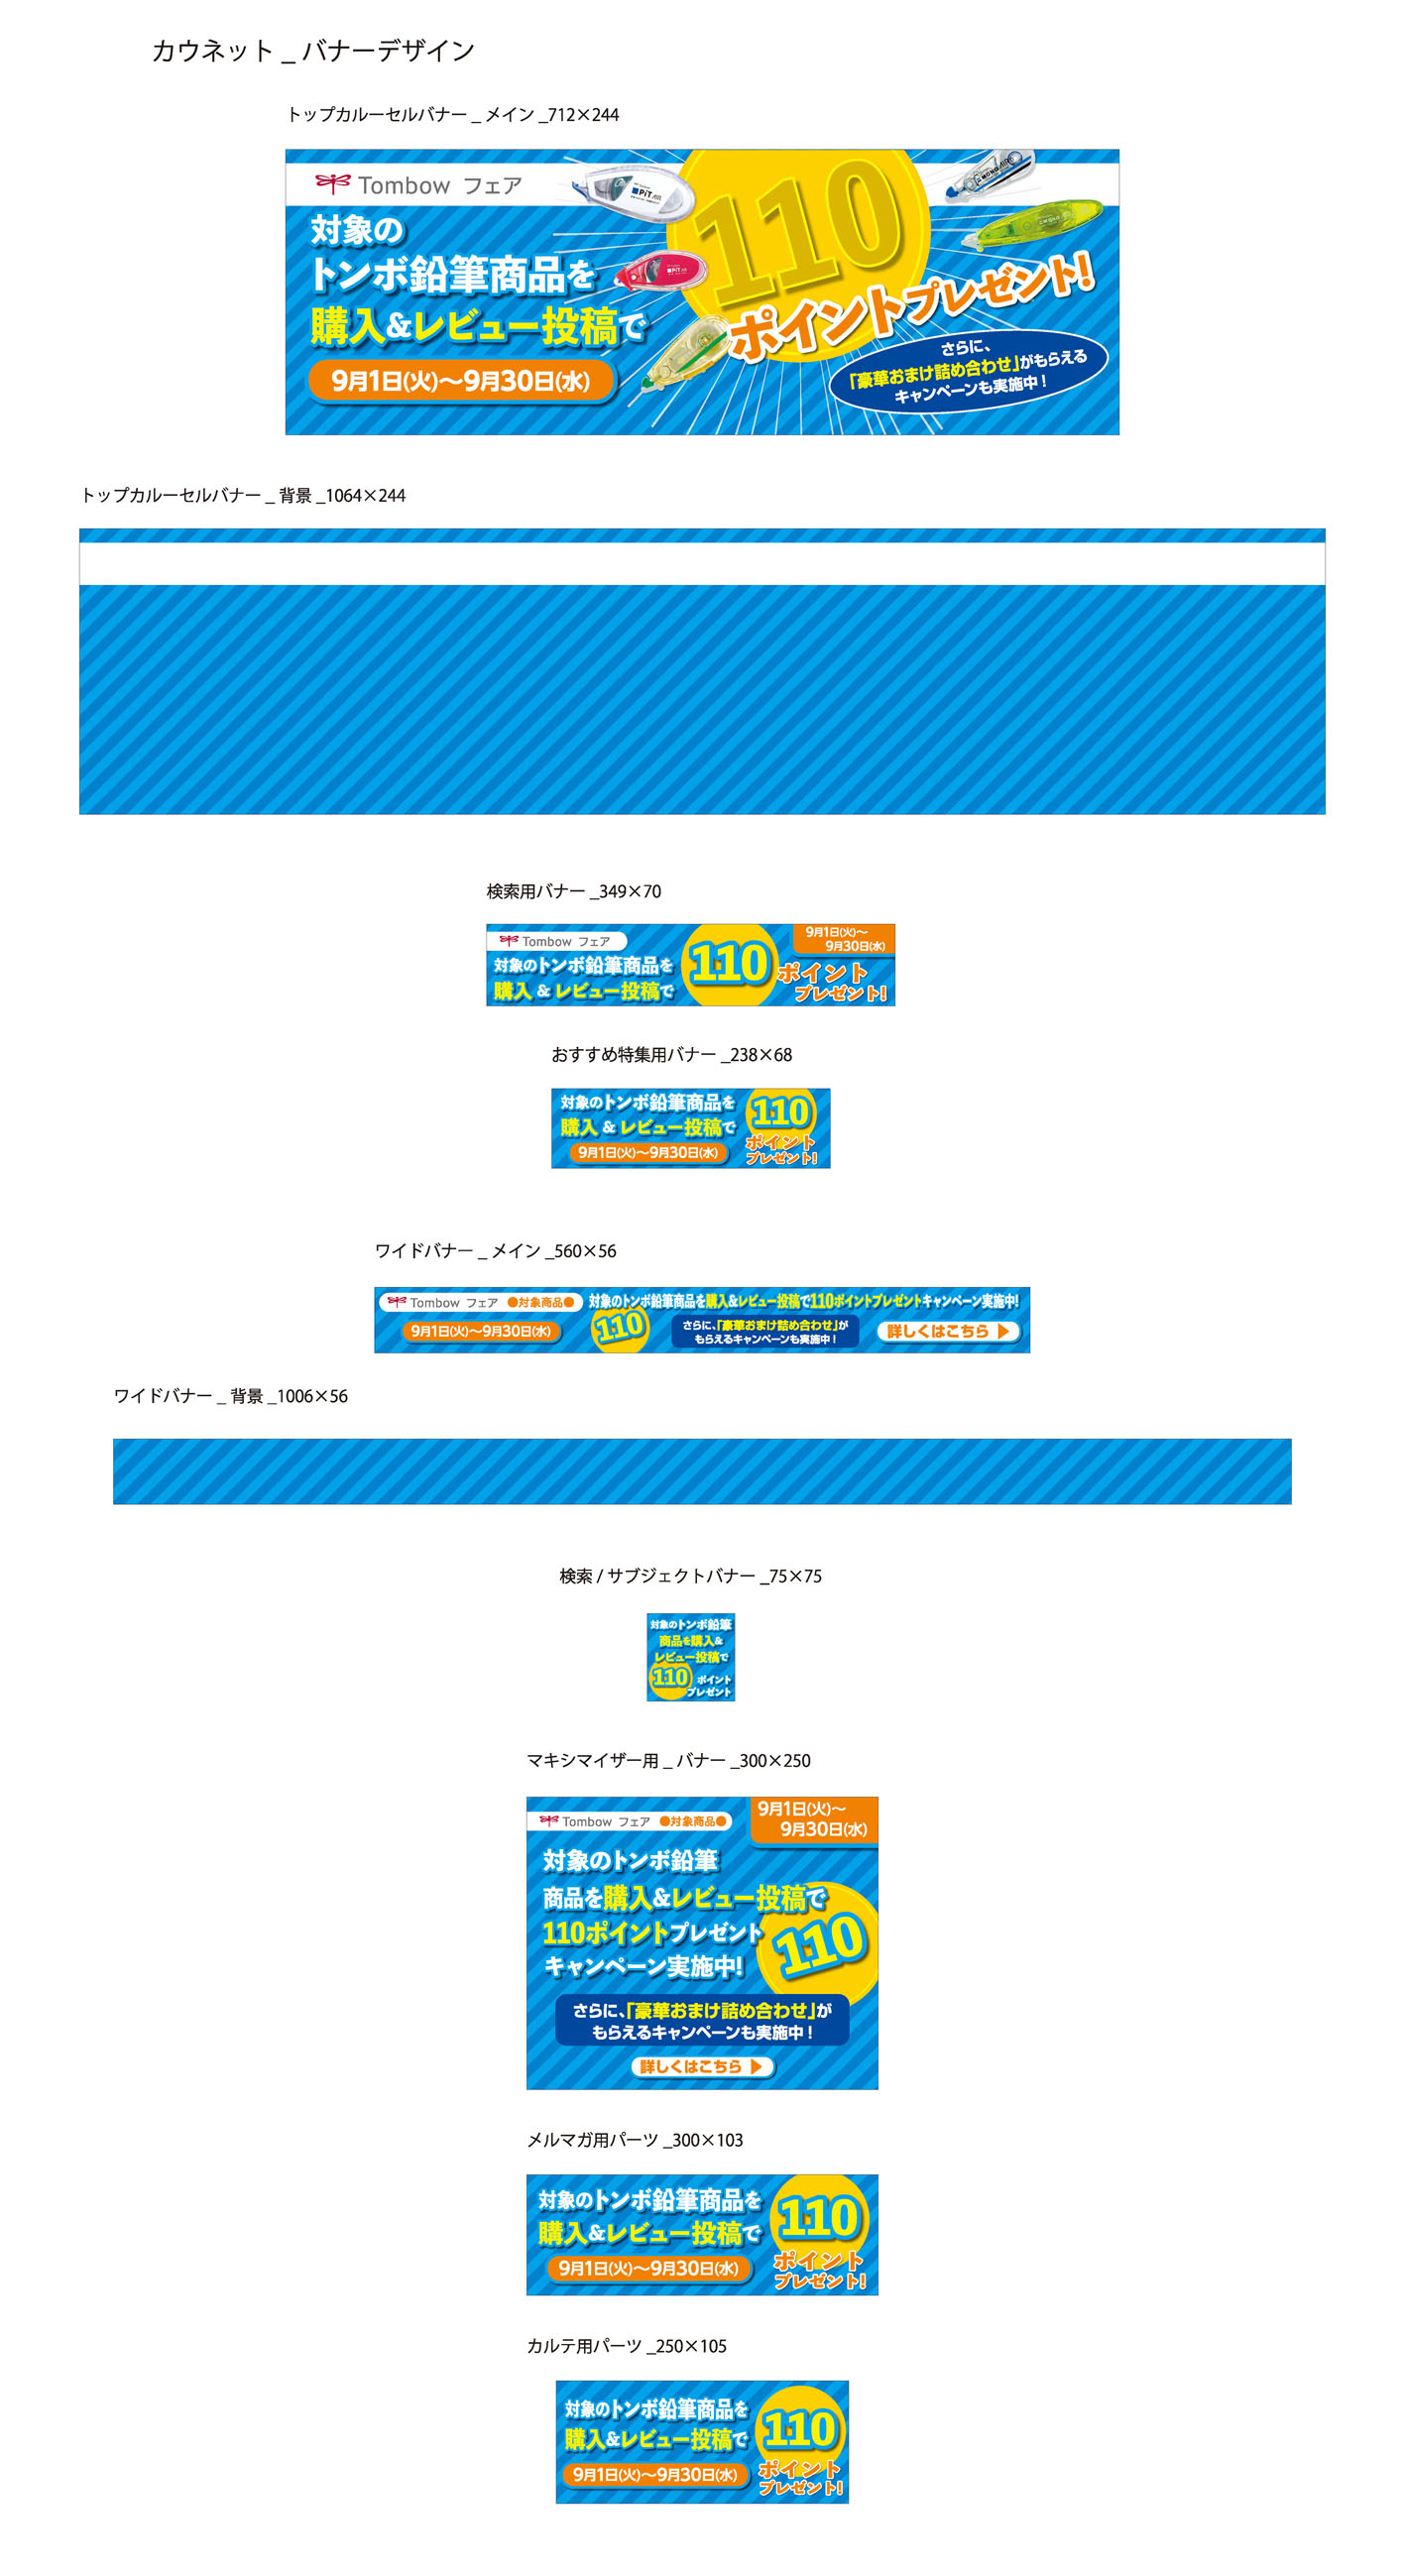 カウネット _ バナーデザイン
トップカルーセルバナー _ メイン _712×244
Tombow フェア
対象の
トンボ鉛筆商品を
購入&レビュー投稿で
9月1日(火)～9月30日(水)
PiT
PiT
110
ポイントプレゼント!
さらに、
「豪華おまけ詰め合わせ」がもらえる
キャンペーンも実施中！
トップカルーセルバナー _ 背景 _1064×244
検索用バナー _349×70
Tombow フェア
対象のトンボ鉛筆商品を
購入 & レビュー投稿で
110
ポイント
プレゼント!
9月1日(火)～
9月30日(水)
おすすめ特集用バナー _238×68
対象のトンボ鉛筆商品を
購入 & レビュー投稿で
9月1日(火)～9月30日(水)
110
ポイント
プレゼント!
ワイドバナー _ メイン _560×56
Tombow フェア ●対象商品●
9月1日(火)～9月30日(水)
対象のトンボ鉛筆商品を購入&レビュー投稿で110ポイントプレゼントキャンペーン実施中!
110
さらに、「豪華おまけ詰め合わせ」が
もらえるキャンペーンも実施中！
詳しくはこちら ▶
ワイドバナー _ 背景 _1006×56
検索 / サブジェクトバナー _75×75
対象のトンボ鉛筆
商品を購入&
レビュー投稿で
110 ポイント
プレゼント
マキシマイザー用 _ バナー _300×250
Tombow フェア ●対象商品●
9月1日(火)～
9月30日(水)
対象のトンボ鉛筆
商品を購入&レビュー投稿で
110ポイントプレゼント
キャンペーン実施中!
110
さらに、「豪華おまけ詰め合わせ」が
もらえるキャンペーンも実施中！
詳しくはこちら ▶
メルマガ用パーツ _300×103
対象のトンボ鉛筆商品を
購入&レビュー投稿で
9月1日(火)～9月30日(水)
110
ポイント
プレゼント!
カルテ用パーツ _250×105
対象のトンボ鉛筆商品を
購入&レビュー投稿で
9月1日(火)～9月30日(水)
110
ポイント
プレゼント!